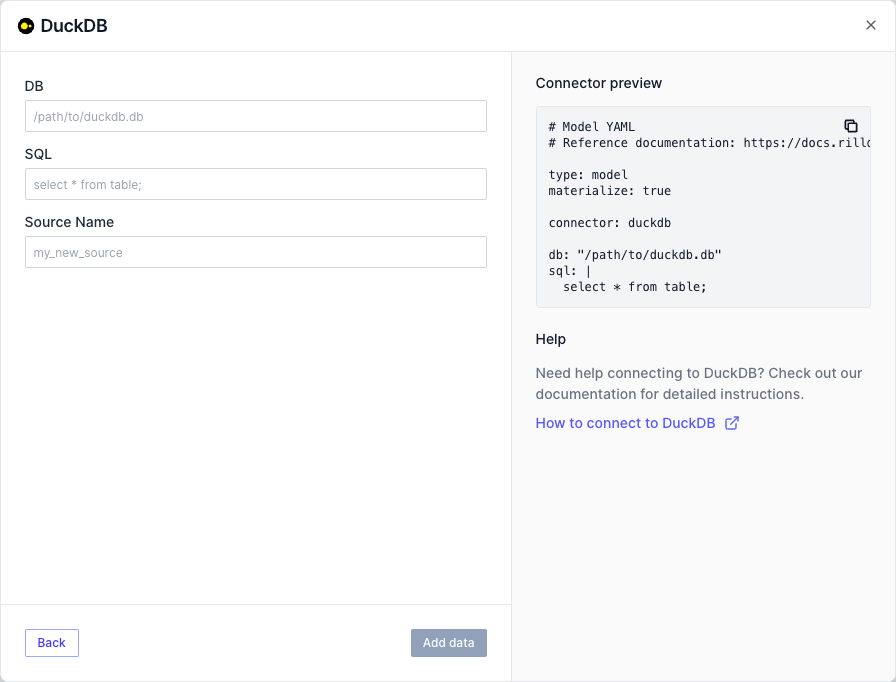 DuckDB
DB
/path/to/duckdb.db
SQL
select * from table;
Source Name
my_new_source
Back
Add data
Connector preview
# Model YAML
# Reference documentation: https://docs.rill
type: model
materialize: true
connector: duckdb
db: "/path/to/duckdb.db"
sql: |
  select * from table;
Help
Need help connecting to DuckDB? Check out our
documentation for detailed instructions.
How to connect to DuckDB